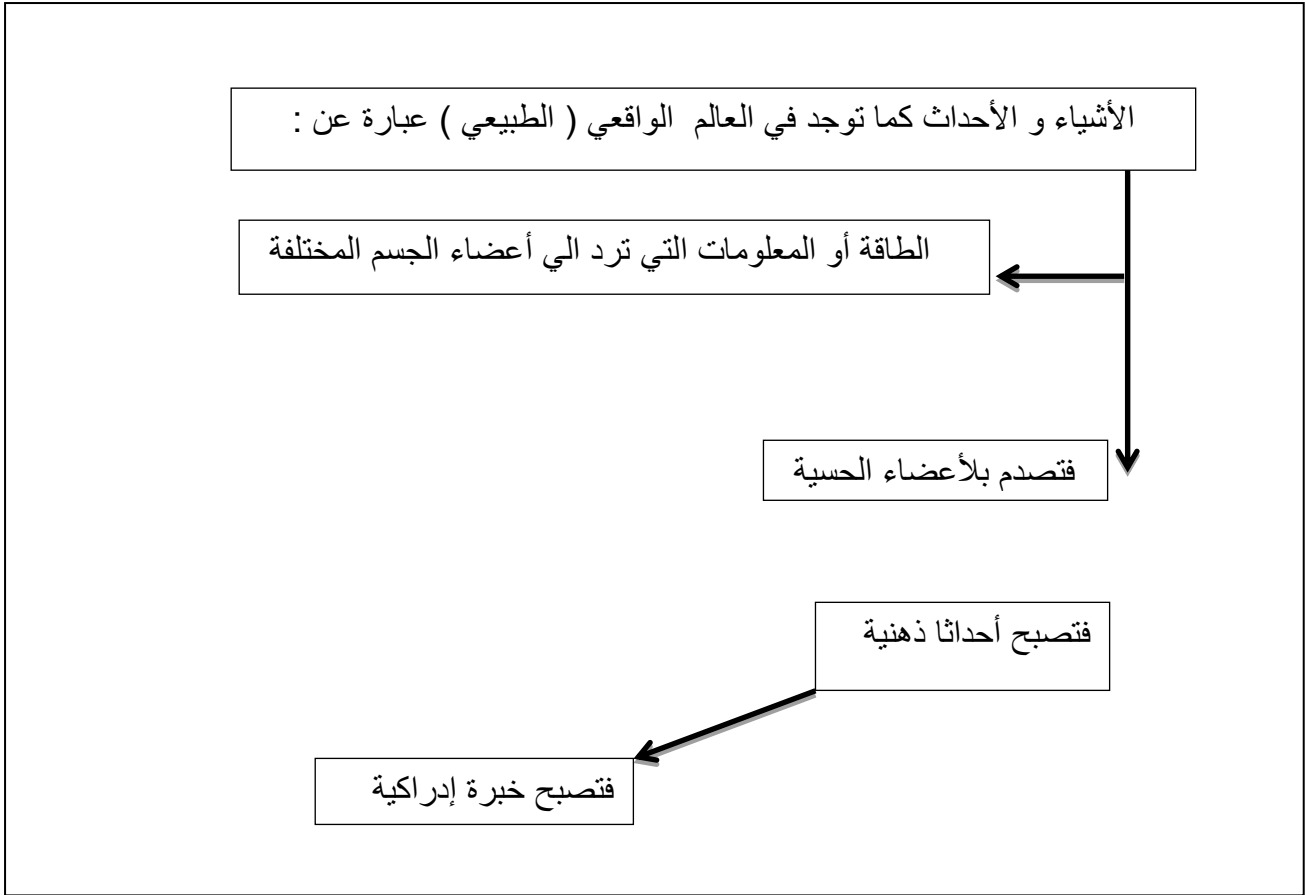 الأشياء و الأحداث كما توجد في العالم الواقعي ( الطبيعي ) عبارة عن :
الطاقة أو المعلومات التي ترد الي أعضاء الجسم المختلفة
فتصدم بلأعضاء الحسية
فتصبح أحداثا ذهنية
فتصبح خبرة إدراكية